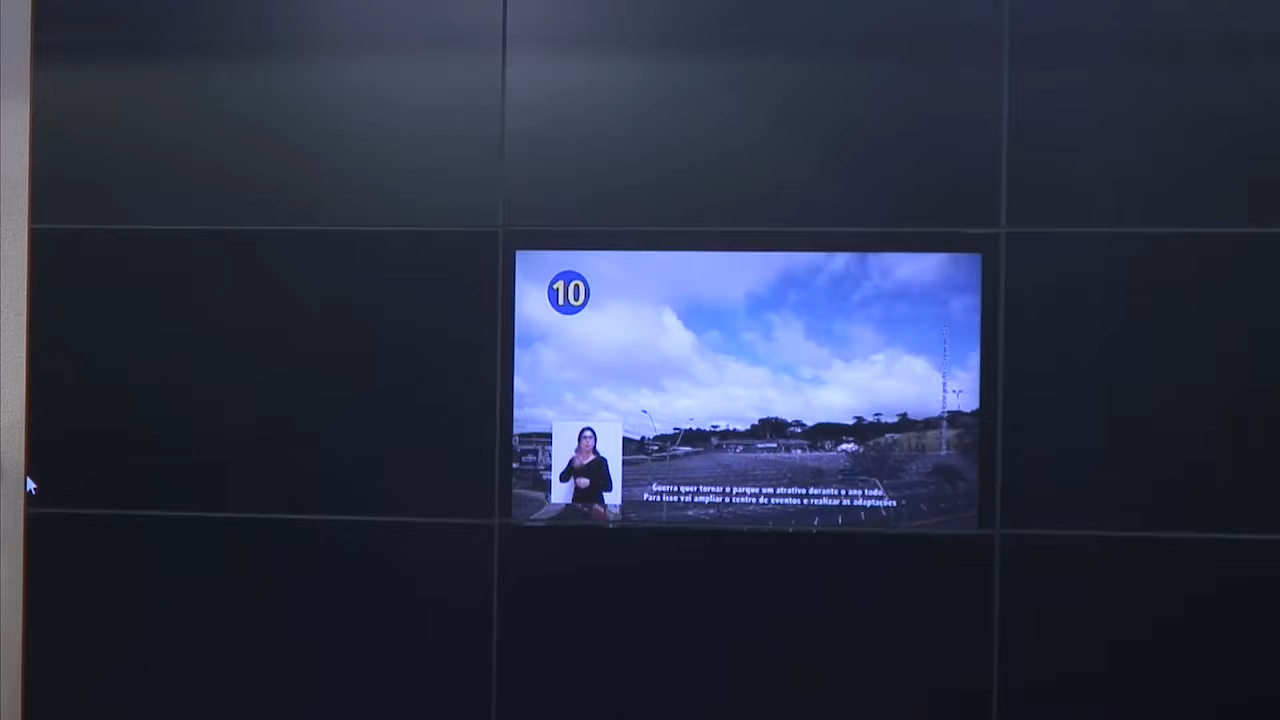 10
Guerra quer tornar o parque um atrativo durante o ano todo.
Para isso vai ampliar o centro de eventos e realizar as adaptações